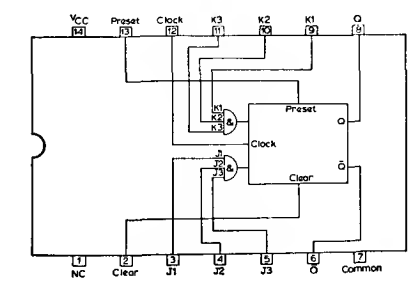 VCC Preset Clock K3 K2 K1 Q
14 13 12 11 10 9 8
Preset
K1
K2 & Q
K3
Clock
J1
J2 & Q̅
J3
Clear
1 2 3 4 5 6 7
NC Clear J1 J2 J3 Q̅ Common